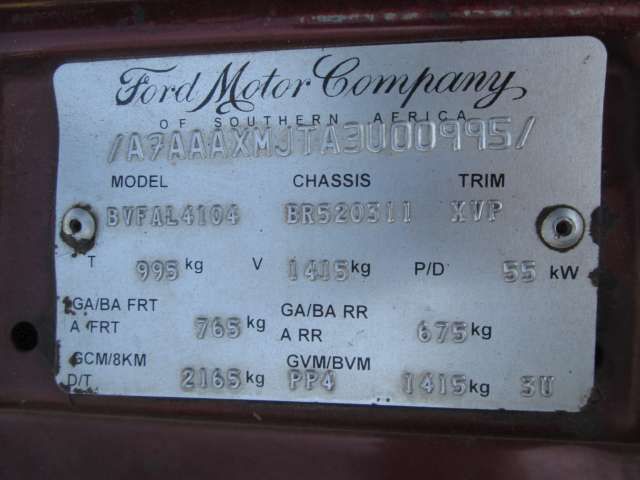 Ford Motor Company
OF SOUTHERN AFRICA
/A7AAAXMJTA3U00995/
MODEL CHASSIS TRIM
BVFAL4104 BR520311 XVP
T 995 kg V 1415 kg P/D 55 kW
GA/BA FRT GA/BA RR
A FRT 765 kg A RR 675 kg
GCM/8KM GVM/BVM
D/T 2165 kg PP4 1415 kg 3U